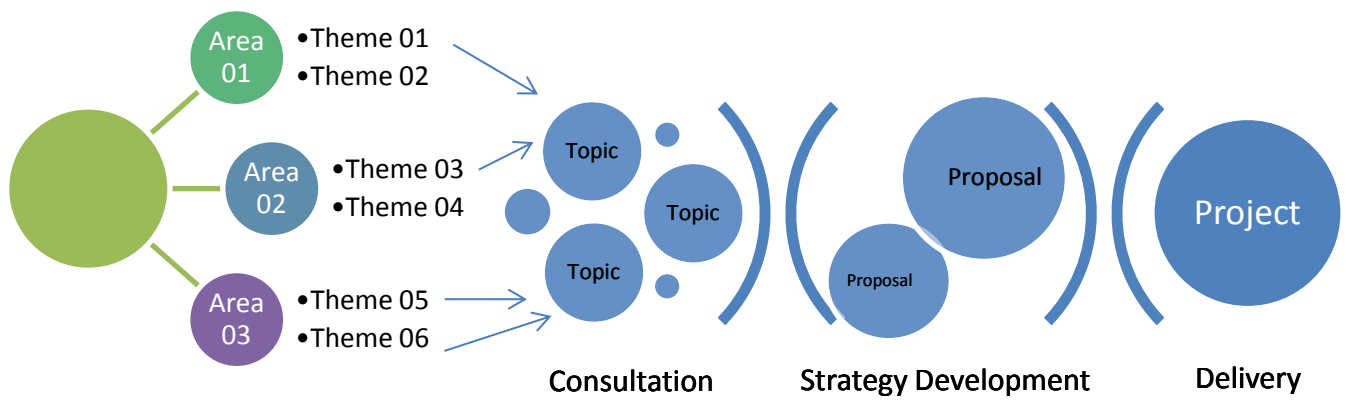 Area
01
•Theme 01
•Theme 02
Area
02
•Theme 03
•Theme 04
Area
03
•Theme 05
•Theme 06
Topic
Topic
Topic
Consultation
Proposal
Proposal
Strategy Development
Project
Delivery